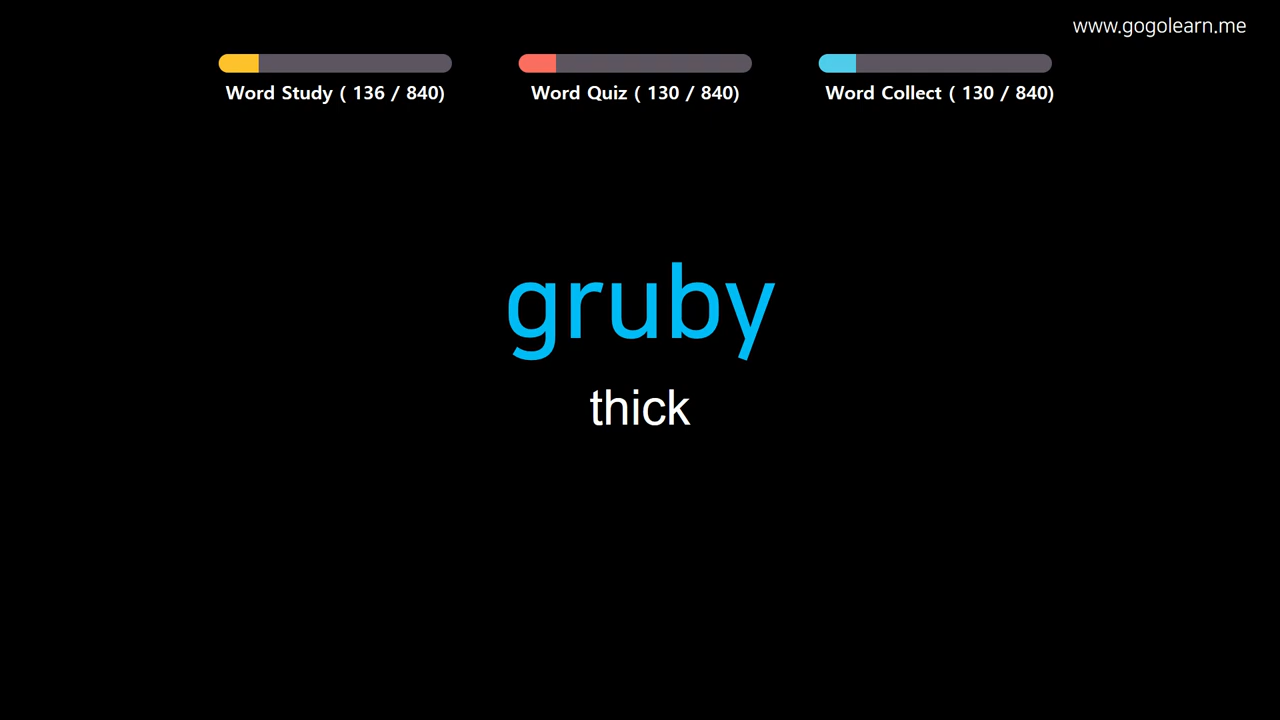 www.gogolearn.me
Word Study ( 136 / 840)
Word Quiz ( 130 / 840)
Word Collect ( 130 / 840)
gruby
thick